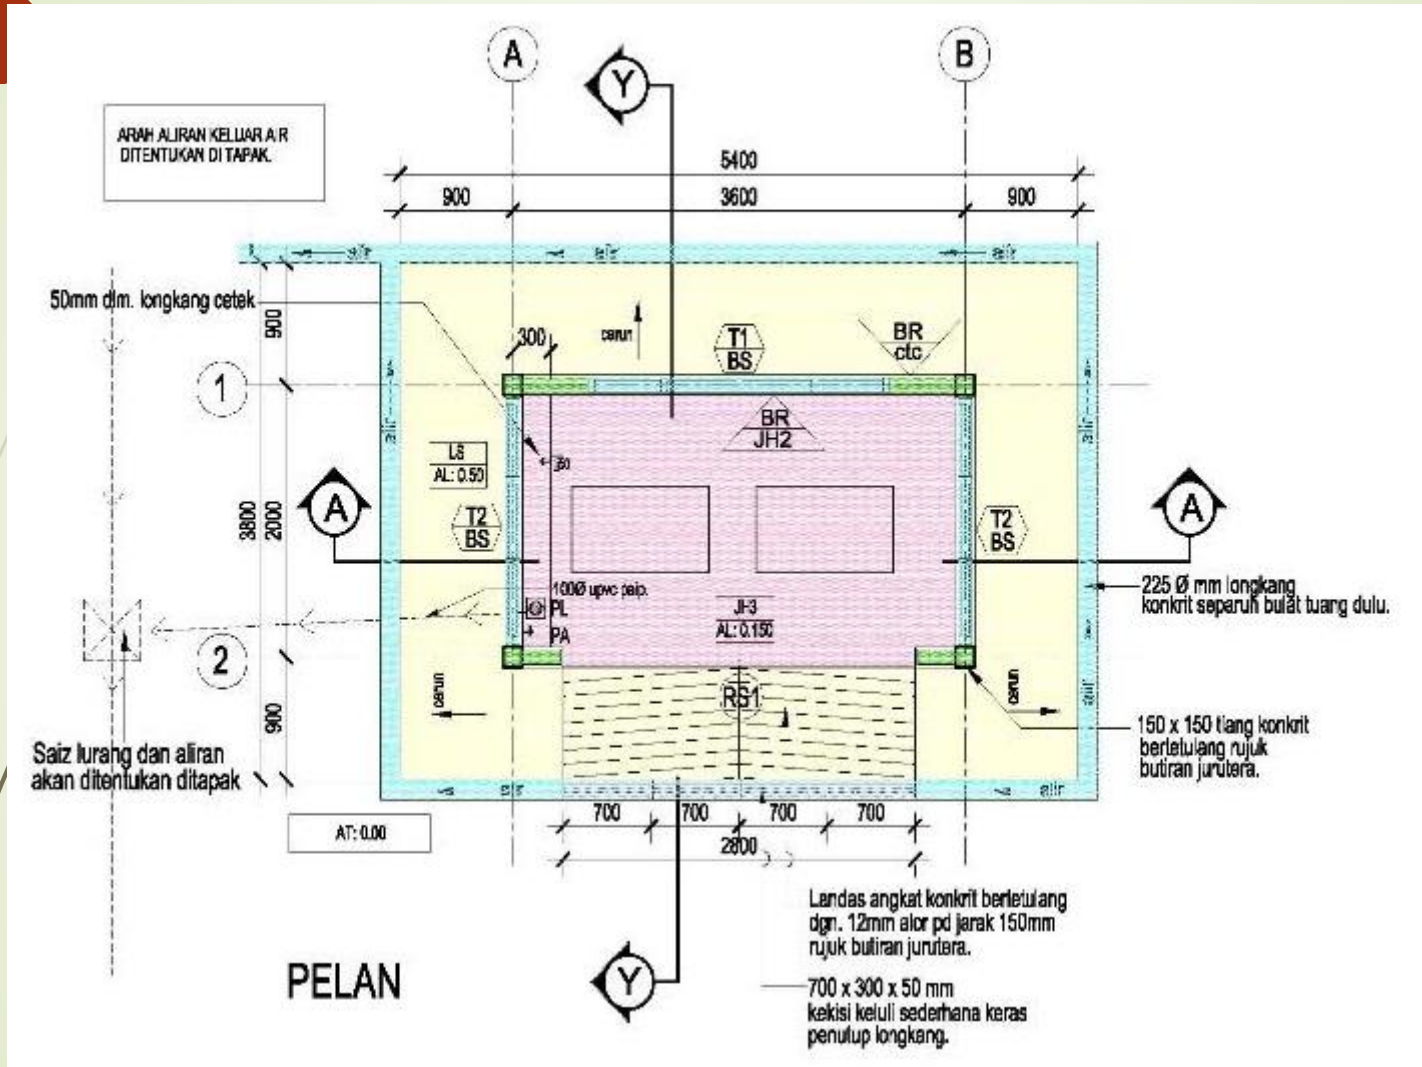 A
B
Y
ARAH ALIRAN KELUAR AIR
DITENTUKAN DI TAPAK.
5400
900
3600
900
50mm dim. longkang cetek
900
300
carun
T1
BS
BR
ctc
1
BR
JH2
LS
AL: 0.50
3800
2000
A
T2
BS
T2
BS
A
100Ø upvc paip.
PL
PA
JH3
AL: 0.150
225 Ø mm longkang
konkrit separuh bulat tuang dulu.
2
carun
RS1
carun
900
Saiz lurang dan aliran
akan ditentukan ditapak
150 x 150 tiang konkrit
bertetulang rujuk
butiran jurutera.
AT: 0.00
700
700
700
700
2800
Landas angkat konkrit bertetulang
dgn. 12mm alor pd jarak 150mm
rujuk butiran jurutera.
PELAN
Y
700 x 300 x 50 mm
kekisi keluli sederhana keras
penutup longkang.